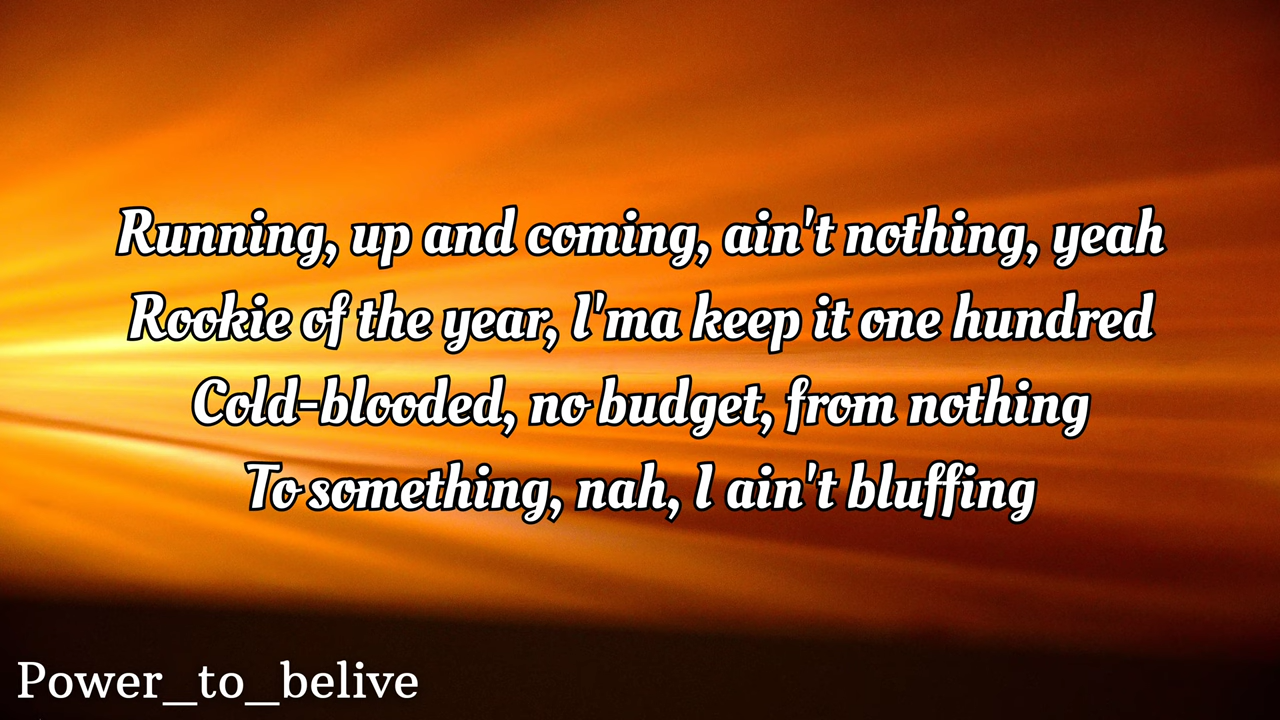 Running, up and coming, ain't nothing, yeah
Rookie of the year, I'ma keep it one hundred
Cold-blooded, no budget, from nothing
To something, nah, I ain't bluffing
Power_to_belive